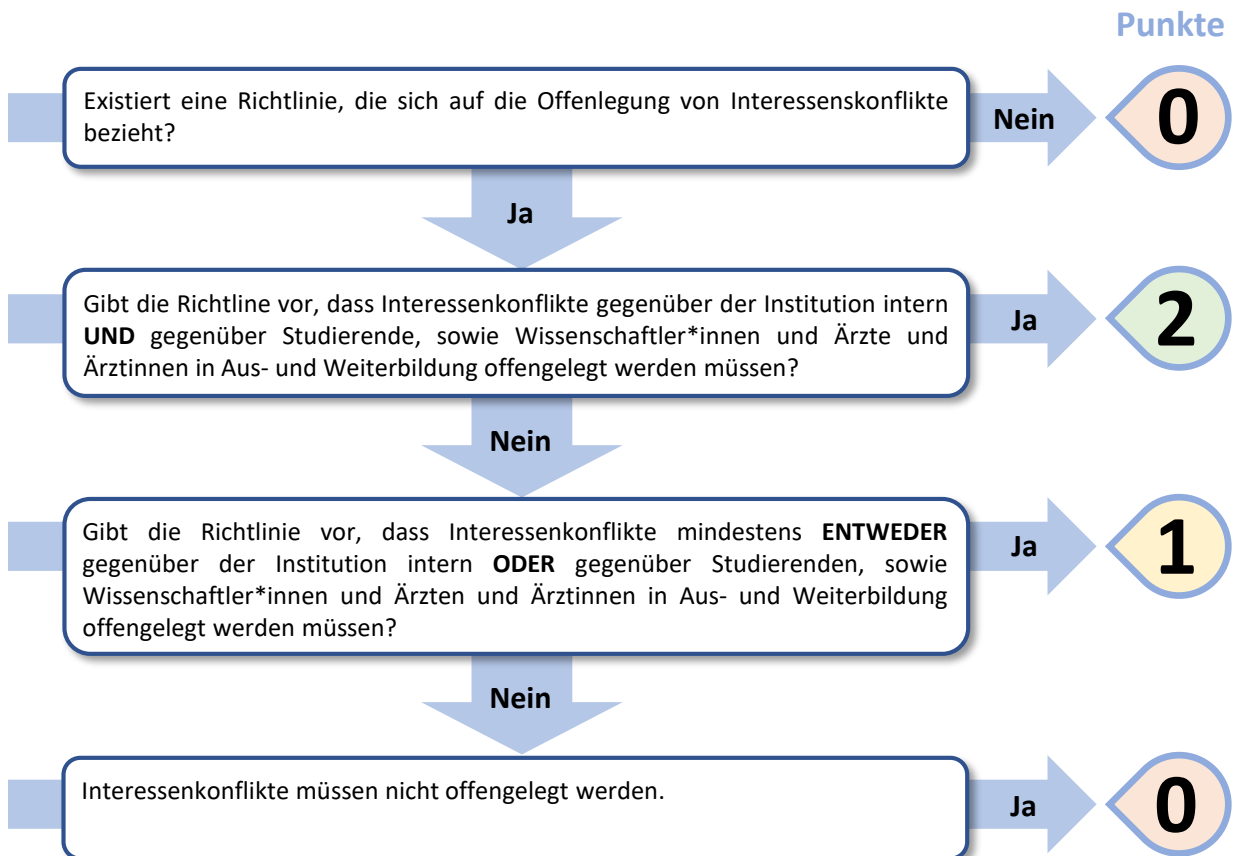 Punkte
Existiert eine Richtlinie, die sich auf die Offenlegung von Interessenskonflikte
bezieht?
Nein
0
Ja
Gibt die Richtline vor, dass Interessenkonflikte gegenüber der Institution intern
UND gegenüber Studierende, sowie Wissenschaftler*innen und Ärzte und
Ärztinnen in Aus- und Weiterbildung offengelegt werden müssen?
Ja
2
Nein
Gibt die Richtlinie vor, dass Interessenkonflikte mindestens ENTWEDER
gegenüber der Institution intern ODER gegenüber Studierenden, sowie
Wissenschaftler*innen und Ärzten und Ärztinnen in Aus- und Weiterbildung
offengelegt werden müssen?
Ja
1
Nein
Interessenkonflikte müssen nicht offengelegt werden.
Ja
0